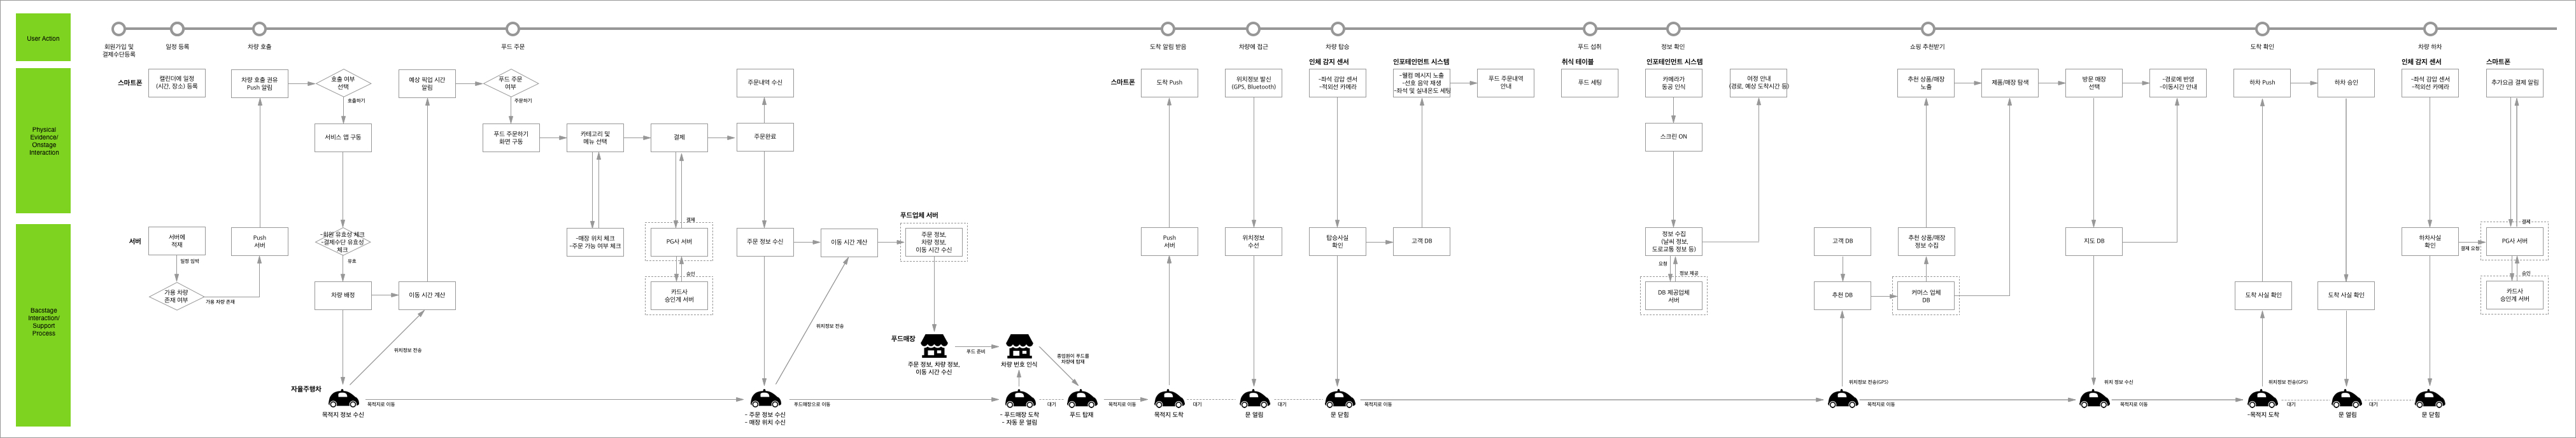 User Action
회원가입 및
결제수단등록
일정 등록
차량 호출
푸드 주문
도착 알림 받음
차량에 접근
차량 탑승
푸드 섭취
정보 확인
쇼핑 추천받기
도착 확인
차량 하차
Physical
Evidence/
Onstage
Interaction
스마트폰
캘린더에 일정
(시간, 장소) 등록
차량 호출 권유
Push 알림
호출 여부
선택
호출하기
서비스 앱 구동
예상 픽업 시간
알림
푸드 주문
여부
주문하기
푸드 주문하기
화면 구동
카테고리 및
메뉴 선택
결제
주문내역 수신
주문완료
스마트폰
도착 Push
위치정보 발신
(GPS, Bluetooth)
인체 감지 센서
-좌석 감압 센서
-적외선 카메라
인포테인먼트 시스템
-웰컴 메시지 노출
-선호 음악 재생
-좌석 및 실내온도 세팅
푸드 주문내역
안내
취식 테이블
푸드 세팅
인포테인먼트 시스템
카메라가
동공 인식
스크린 ON
여정 안내
(경로, 예상 도착시간 등)
추천 상품/매장
노출
제품/매장 탐색
방문 매장
선택
-경로에 반영
-이동시간 안내
하차 Push
하차 승인
인체 감지 센서
-좌석 감압 센서
-적외선 카메라
스마트폰
추가요금 결제 알림
Bacstage
Interaction/
Support
Process
서버
서버에
적재
일정 임박
가용 차량
존재 여부
가용 차량 존재
Push
서버
-회원 유효성 체크
-결제수단 유효성
체크
유효
차량 배정
이동 시간 계산
위치정보 전송
-매장 위치 체크
-주문 가능 여부 체크
결제
PG사 서버
승인
카드사
승인계 서버
주문 정보 수신
이동 시간 계산
위치정보 전송
푸드업체 서버
주문 정보,
차량 정보,
이동 시간 수신
푸드매장
주문 정보, 차량 정보,
이동 시간 수신
푸드 준비
차량 번호 인식
종업원이 푸드를
차량에 탑재
Push
서버
위치정보
수신
탑승사실
확인
고객 DB
정보 수집
(날씨 정보,
도로교통 정보 등)
요청
정보 제공
DB 제공업체
서버
고객 DB
추천 DB
추천 상품/매장
정보 수집
커머스 업체
DB
지도 DB
도착 사실 확인
도착 사실 확인
하차사실
확인
결제 요청
결제
PG사 서버
승인
카드사
승인계 서버
자율주행차
목적지 정보 수신
목적지로 이동
- 주문 정보 수신
- 매장 위치 수신
푸드매장으로 이동
- 푸드매장 도착
- 자동 문 열림
대기
푸드 탑재
목적지로 이동
목적지 도착
대기
문 열림
대기
문 닫힘
목적지로 이동
위치정보 전송(GPS)
목적지로 이동
위치 정보 수신
목적지로 이동
위치정보 전송(GPS)
-목적지 도착
대기
문 열림
대기
문 닫힘